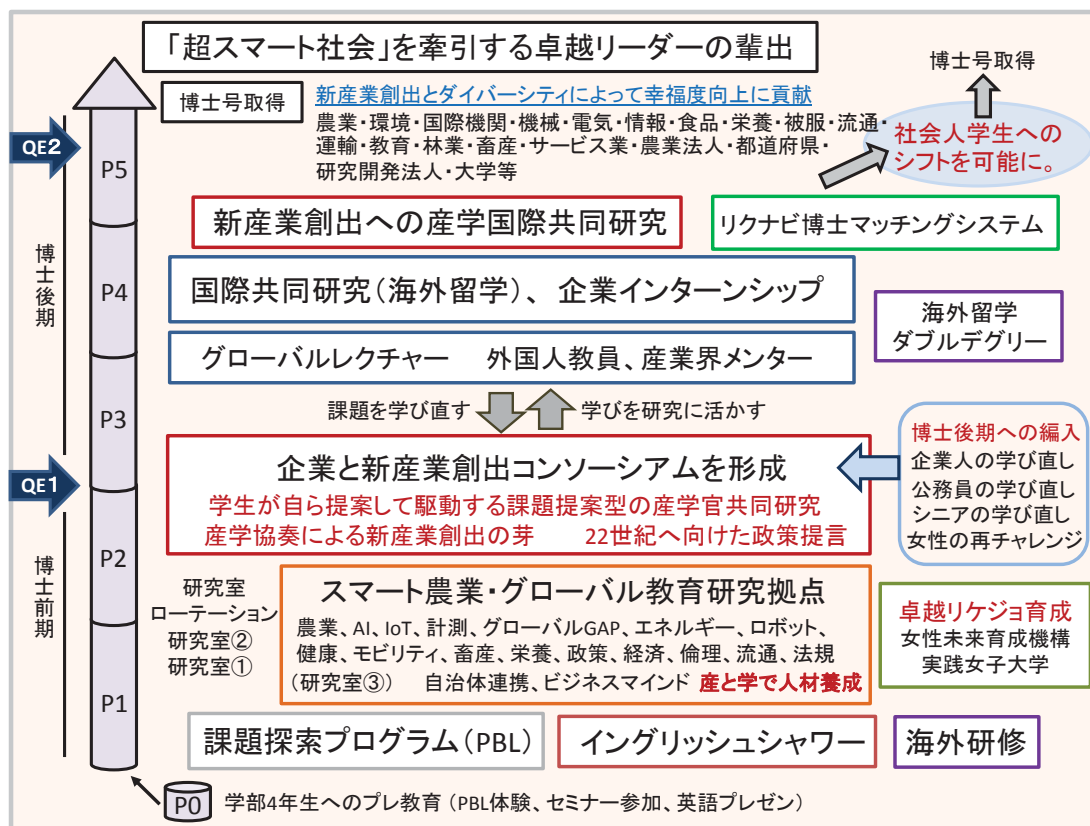 「超スマート社会」を牽引する卓越リーダーの輩出
博士号取得
博士号取得
新産業創出とダイバーシティによって幸福度向上に貢献
農業・環境・国際機関・機械・電気・情報・食品・栄養・被服・流通・
運輸・教育・林業・畜産・サービス業・農業法人・都道府県・
研究開発法人・大学等
社会人学生への
シフトを可能に。
QE2
P5
新産業創出への産学国際共同研究
リクナビ博士マッチングシステム
博士後期
P4
国際共同研究（海外留学）、 企業インターンシップ
海外留学
ダブルデグリー
グローバルレクチャー 外国人教員、産業界メンター
P3
課題を学び直す
学びを研究に活かす
博士後期への編入
企業人の学び直し
公務員の学び直し
シニアの学び直し
女性の再チャレンジ
QE1
企業と新産業創出コンソーシアムを形成
学生が自ら提案して駆動する課題提案型の産学官共同研究
産学協奏による新産業創出の芽 22世紀へ向けた政策提言
P2
博士前期
研究室
ローテーション
研究室②
研究室①
スマート農業・グローバル教育研究拠点
農業、AI、IoT、計測、グローバルGAP、エネルギー、ロボット、
健康、モビリティ、畜産、栄養、政策、経済、倫理、流通、法規
（研究室③） 自治体連携、ビジネスマインド 産と学で人材養成
卓越リケジョ育成
女性未来育成機構
実践女子大学
P1
課題探索プログラム（PBL）
イングリッシュシャワー
海外研修
P0
学部4年生へのプレ教育（PBL体験、セミナー参加、英語プレゼン）